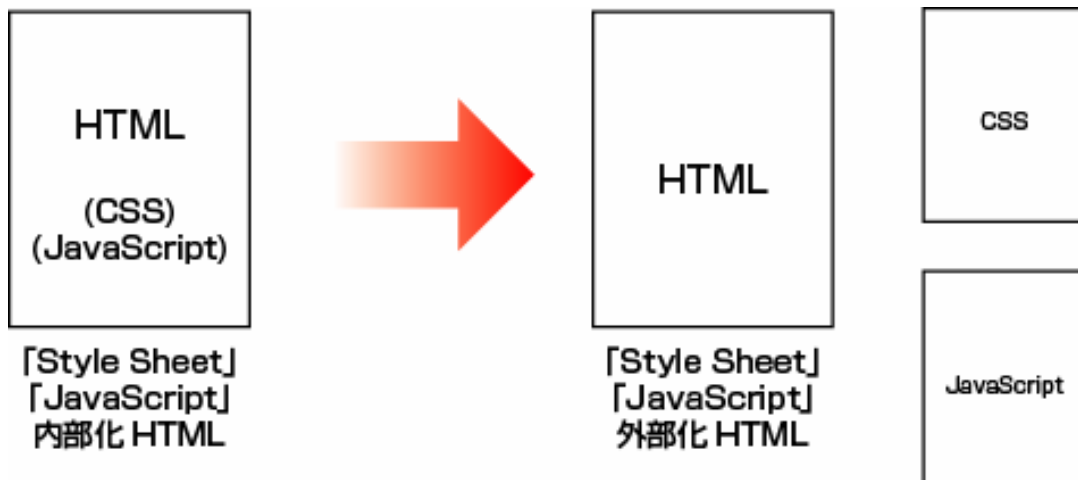 HTML
(CSS)
(JavaScript)
「Style Sheet」
「JavaScript」
内部化 HTML
HTML
「Style Sheet」
「JavaScript」
外部化 HTML
CSS
JavaScript